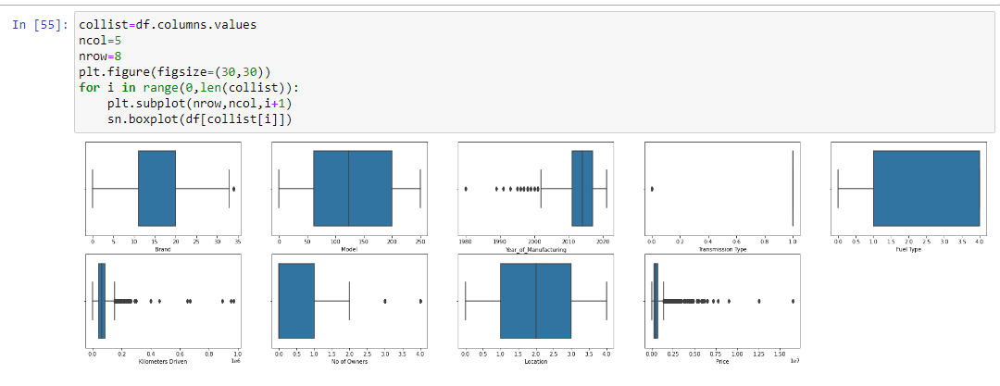 In [55]: collist=df.columns.values
ncol=5
nrow=8
plt.figure(figsize=(30,30))
for i in range(0,len(collist)):
    plt.subplot(nrow,ncol,i+1)
    sn.boxplot(df[collist[i]])
0 5 10 15 20 25 30 35
Brand
0 50 100 150 200 250
Model
1980 1990 2000 2010 2020
Year_of_Manufacturing
0.0 0.2 0.4 0.6 0.8 1.0
Transmission Type
0.0 0.5 1.0 1.5 2.0 2.5 3.0 3.5 4.0
Fuel Type
0.0 0.2 0.4 0.6 0.8 1.0
Kilometers Driven 1e6
0.0 0.5 1.0 1.5 2.0 2.5 3.0 3.5 4.0
No of Owners
0.0 0.5 1.0 1.5 2.0 2.5 3.0 3.5 4.0
Location
0.00 0.25 0.50 0.75 1.00 1.25 1.50
Price 1e7